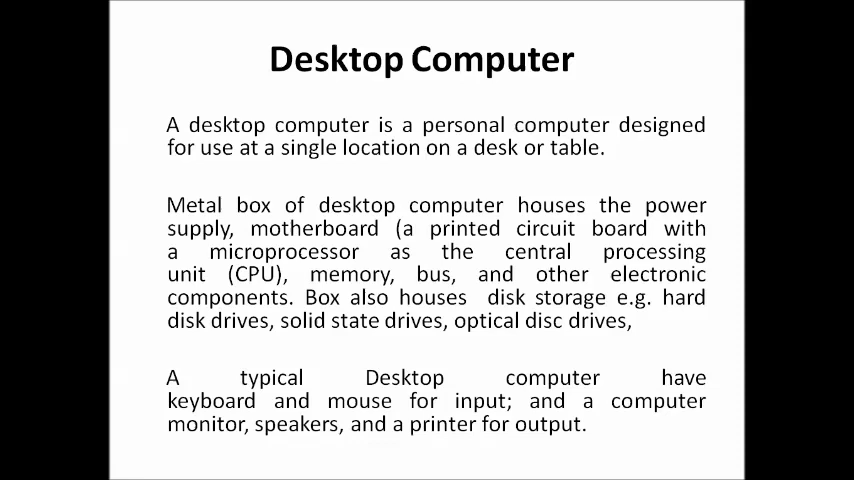 Desktop Computer
A desktop computer is a personal computer designed
for use at a single location on a desk or table.
Metal box of desktop computer houses the power
supply, motherboard (a printed circuit board with
a microprocessor as the central processing
unit (CPU), memory, bus, and other electronic
components. Box also houses disk storage e.g. hard
disk drives, solid state drives, optical disc drives,
A typical Desktop computer have
keyboard and mouse for input; and a computer
monitor, speakers, and a printer for output.